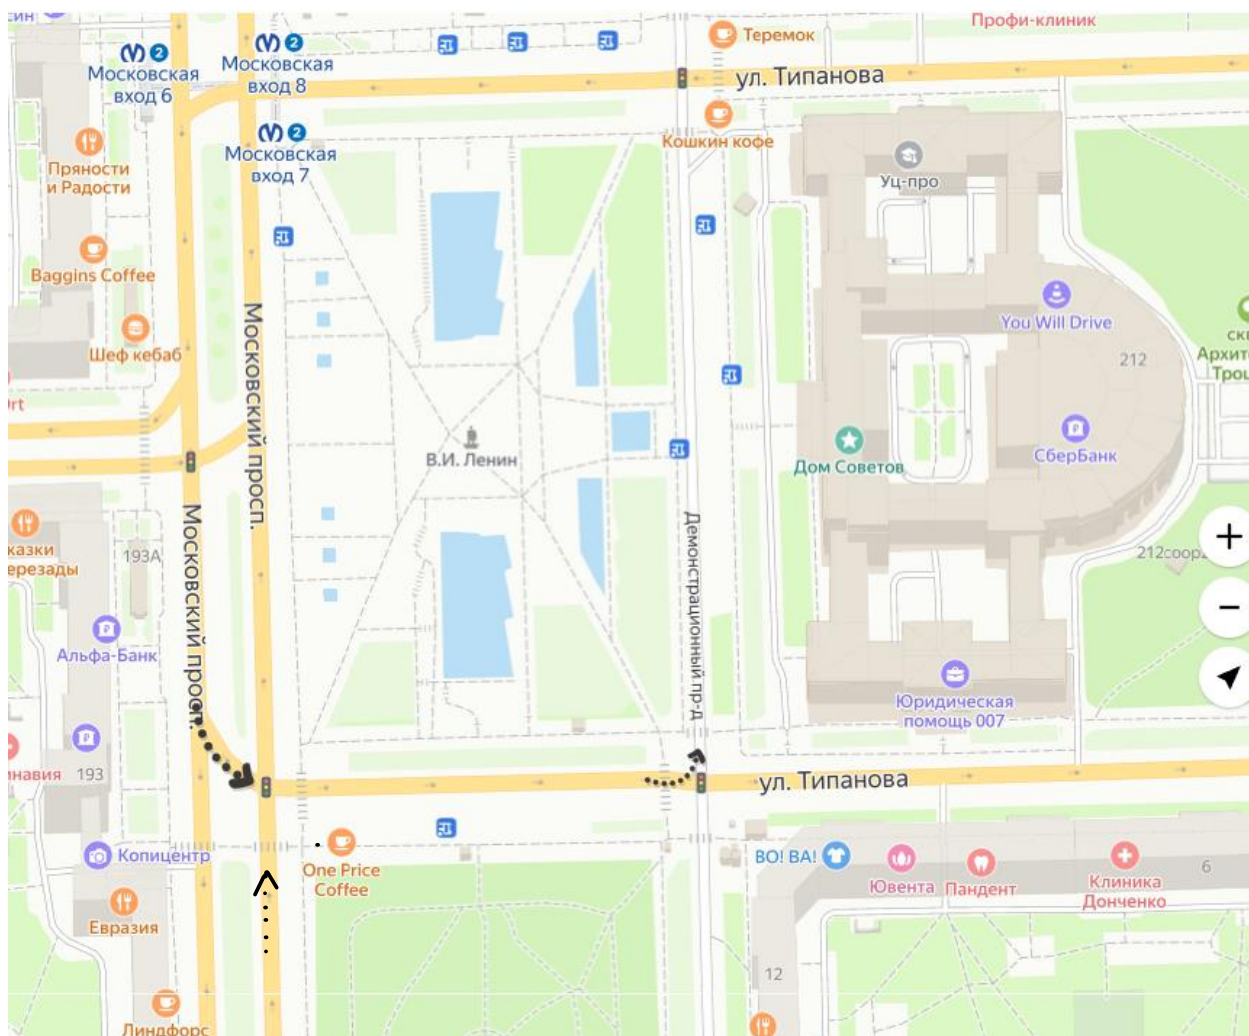 Профи-клиник
Теремок
Московская
вход 6
2
Московская
вход 8
2
ул. Типанова
Кошкин кофе
Московская
вход 7
2
Пряности
и Радости
Уц-про
Baggins Coffee
You Will Drive
Шеф кебаб
212
Московский просп.
В.И. Ленин
Дом Советов
СберБанк
193А
Московский просп.
Демонстрационный пр-д
Альфа-Банк
Юридическая
помощь 007
193
ул. Типанова
Копицентр
One Price
Coffee
ВО! ВА!
Ювента
Пандент
Клиника
Донченко
6
Евразия
12
Линдфорс